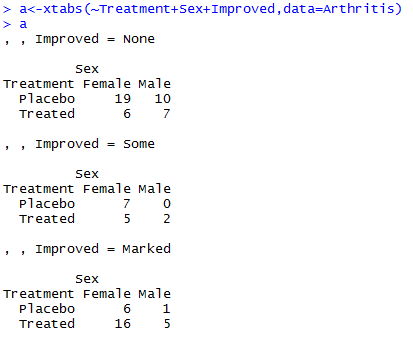 > a<-xtabs(~Treatment+Sex+Improved,data=Arthritis)
> a
, , Improved = None
Sex
Treatment Female Male
Placebo 19 10
Treated 6 7
, , Improved = Some
Sex
Treatment Female Male
Placebo 7 0
Treated 5 2
, , Improved = Marked
Sex
Treatment Female Male
Placebo 6 1
Treated 16 5